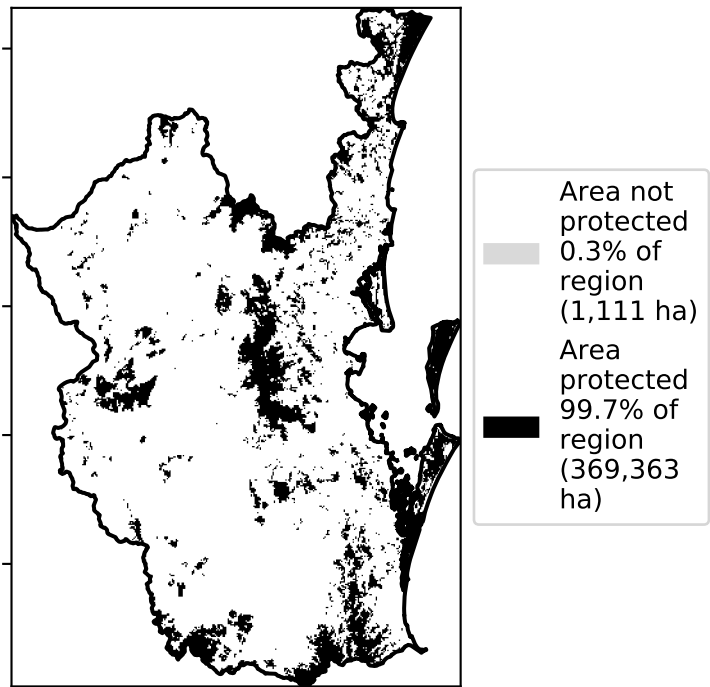 Area not
protected
0.3% of
region
(1,111 ha)
Area
protected
99.7% of
region
(369,363
ha)